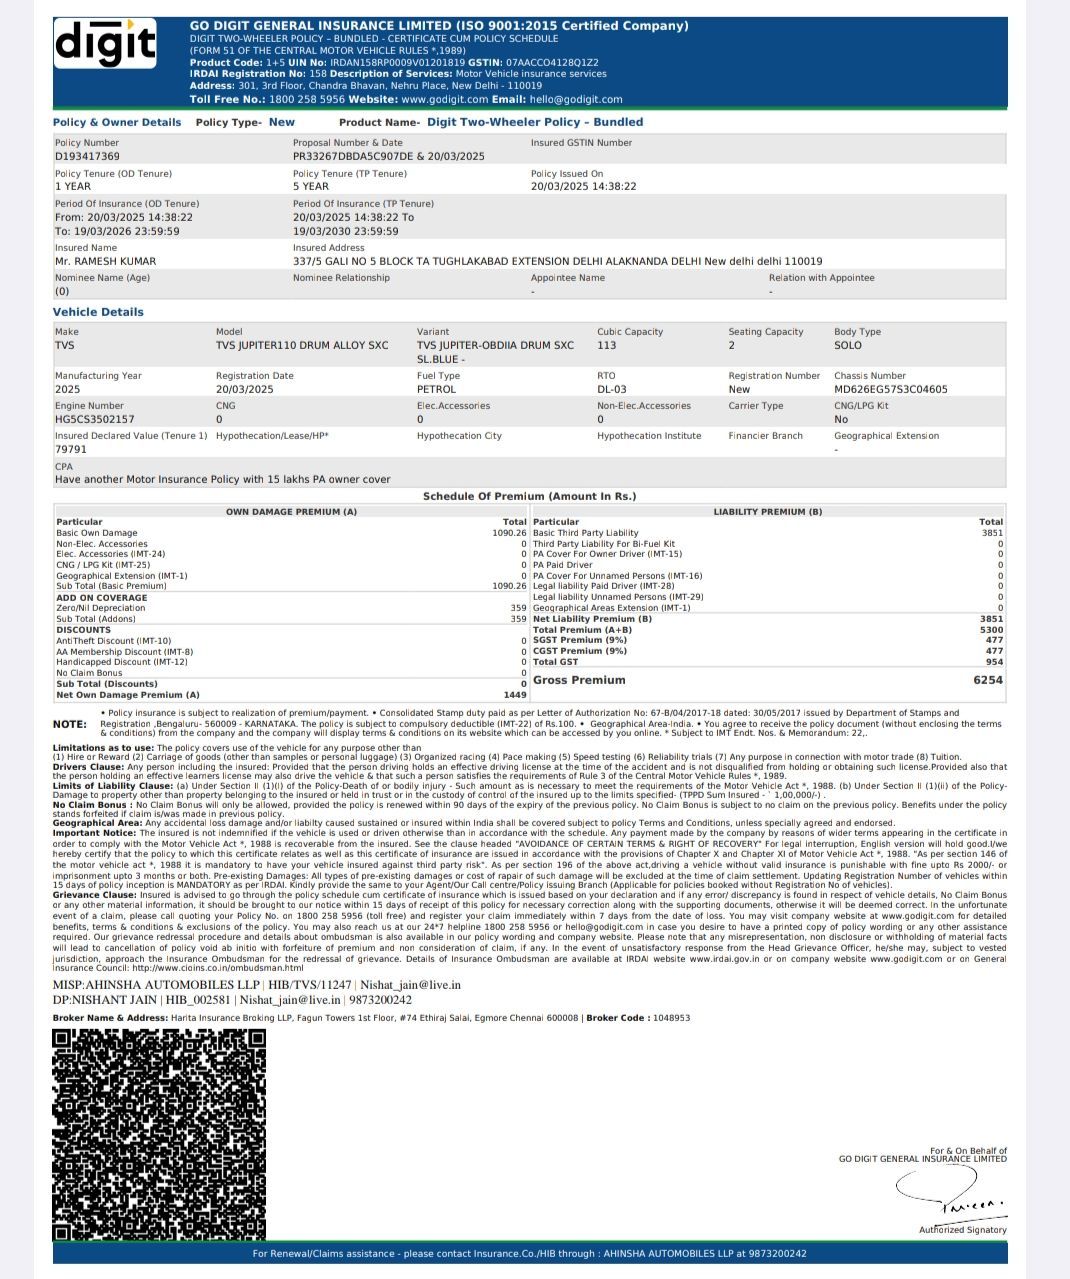 digit
GO DIGIT GENERAL INSURANCE LIMITED (ISO 9001:2015 Certified Company)
DIGIT TWO-WHEELER POLICY – BUNDLED - CERTIFICATE CUM POLICY SCHEDULE
(FORM 51 OF THE CENTRAL MOTOR VEHICLE RULES *,1989)
Product Code: 1+5 UIN No: IRDAN158RP0009V01201819 GSTIN: 07AACCO4128Q1Z2
IRDAI Registration No: 158 Description of Services: Motor Vehicle insurance services
Address: 301, 3rd Floor, Chandra Bhavan, Nehru Place, New Delhi - 110019
Toll Free No.: 1800 258 5956 Website: www.godigit.com Email: hello@godigit.com
Policy & Owner Details Policy Type- New Product Name- Digit Two-Wheeler Policy – Bundled
Policy Number Proposal Number & Date Insured GSTIN Number
D193417369 PR33267DBDA5C907DE & 20/03/2025
Policy Tenure (OD Tenure) Policy Tenure (TP Tenure) Policy Issued On
1 YEAR 5 YEAR 20/03/2025 14:38:22
Period Of Insurance (OD Tenure) Period Of Insurance (TP Tenure)
From: 20/03/2025 14:38:22 20/03/2025 14:38:22 To
To: 19/03/2026 23:59:59 19/03/2030 23:59:59
Insured Name Insured Address
Mr. RAMESH KUMAR 337/5 GALI NO 5 BLOCK TA TUGHLAKABAD EXTENSION DELHI ALAKNANDA DELHI New delhi delhi 110019
Nominee Name (Age) Nominee Relationship Appointee Name Relation with Appointee
(0) - -
Vehicle Details
Make Model Variant Cubic Capacity Seating Capacity Body Type
TVS TVS JUPITER110 DRUM ALLOY SXC TVS JUPITER-OBDIIA DRUM SXC 113 2 SOLO
SL.BLUE -
Manufacturing Year Registration Date Fuel Type RTO Registration Number Chassis Number
2025 20/03/2025 PETROL DL-03 New MD626EG57S3C04605
Engine Number CNG Elec.Accessories Non-Elec.Accessories Carrier Type CNG/LPG Kit
HG5CS3502157 0 0 0 No
Insured Declared Value (Tenure 1) Hypothecation/Lease/HP* Hypothecation City Hypothecation Institute Financier Branch Geographical Extension
79791 -
CPA
Have another Motor Insurance Policy with 15 lakhs PA owner cover
Schedule Of Premium (Amount In Rs.)
OWN DAMAGE PREMIUM (A) LIABILITY PREMIUM (B)
Particular Total Particular Total
Basic Own Damage 1090.26 Basic Third Party Liability 3851
Non-Elec. Accessories 0 Third Party Liability For Bi-Fuel Kit 0
Elec. Accessories (IMT-24) 0 PA Cover For Owner Driver (IMT-15) 0
CNG / LPG Kit (IMT-25) 0 PA Paid Driver 0
Geographical Extension (IMT-1) 0 PA Cover For Unnamed Persons (IMT-16) 0
Sub Total (Basic Premium) 1090.26 Legal liability Paid Driver (IMT-28) 0
ADD ON COVERAGE Legal liability Unnamed Persons (IMT-29) 0
Zero/Nil Depreciation 359 Geographical Areas Extension (IMT-1) 0
Sub Total (Addons) 359 Net Liability Premium (B) 3851
DISCOUNTS Total Premium (A+B) 5300
AntiTheft Discount (IMT-10) 0 SGST Premium (9%) 477
AA Membership Discount (IMT-8) 0 CGST Premium (9%) 477
Handicapped Discount (IMT-12) 0 Total GST 954
No Claim Bonus 0
Sub Total (Discounts) 0 Gross Premium 6254
Net Own Damage Premium (A) 1449
• Policy insurance is subject to realization of premium/payment. • Consolidated Stamp duty paid as per Letter of Authorization No: 67-B/04/2017-18 dated: 30/05/2017 issued by Department of Stamps and
NOTE: Registration ,Bengaluru- 560009 - KARNATAKA. The policy is subject to compulsory deductible (IMT-22) of Rs.100. • Geographical Area-India. • You agree to receive the policy document (without enclosing the terms
& conditions) from the company and the company will display terms & conditions on its website which can be accessed by you online. * Subject to IMT Endt. Nos. & Memorandum: 22,.
Limitations as to use: The policy covers use of the vehicle for any purpose other than
(1) Hire or Reward (2) Carriage of goods (other than samples or personal luggage) (3) Organized racing (4) Pace making (5) Speed testing (6) Reliability trials (7) Any purpose in connection with motor trade (8) Tuition.
Drivers Clause: Any person including the insured: Provided that the person driving holds an effective driving license at the time of the accident and is not disqualified from holding or obtaining such license.Provided also that
the person holding an effective learners license may also drive the vehicle & that such a person satisfies the requirements of Rule 3 of the Central Motor Vehicle Rules *, 1989.
Limits of Liability Clause: (a) Under Section II (1)(i) of the Policy-Death of or bodily injury - Such amount as is necessary to meet the requirements of the Motor Vehicle Act *, 1988. (b) Under Section II (1)(ii) of the Policy-
Damage to property other than property belonging to the insured or held in trust or in the custody of control of the insured up to the limits specified- (TPPD Sum Insured - ` 1,00,000/-) .
No Claim Bonus : No Claim Bonus will only be allowed, provided the policy is renewed within 90 days of the expiry of the previous policy. No Claim Bonus is subject to no claim on the previous policy. Benefits under the policy
stands forfeited if claim is/was made in previous policy.
Geographical Area: Any accidental loss damage and/or liability caused sustained or insured within India shall be covered subject to policy Terms and Conditions, unless specially agreed and endorsed.
Important Notice: The insured is not indemnified if the vehicle is used or driven otherwise than in accordance with the schedule. Any payment made by the company by reasons of wider terms appearing in the certificate in
order to comply with the Motor Vehicle Act *, 1988 is recoverable from the insured. See the clause headed "AVOIDANCE OF CERTAIN TERMS & RIGHT OF RECOVERY" For legal interruption, English version will hold good.I/we
hereby certify that the policy to which this certificate relates as well as this certificate of insurance are issued in accordance with the provisions of Chapter X and Chapter XI of Motor Vehicle Act *, 1988. "As per section 146 of
the motor vehicle act *, 1988 it is mandatory to have your vehicle insured against third party risk". As per section 196 of the above act,driving a vehicle without valid insurance is punishable with fine upto Rs 2000/- or
imprisonment upto 3 months or both. Pre-existing Damages: All types of pre-existing damages or cost of repair of such damage will be excluded at the time of claim settlement. Updating Registration Number of vehicles within
15 days of policy inception is MANDATORY as per IRDAI. Kindly provide the same to your Agent/Our Call centre/Policy issuing Branch (Applicable for policies booked without Registration No of vehicles).
Grievance Clause: Insured is advised to go through the policy schedule cum certificate of insurance which is issued based on your declaration and if any error/ discrepancy is found in respect of vehicle details, No Claim Bonus
or any other material information, it should be brought to our notice within 15 days of receipt of this policy for necessary correction along with the supporting documents, otherwise it will be deemed correct. In the unfortunate
event of a claim, please call quoting your Policy No. on 1800 258 5956 (toll free) and register your claim immediately within 7 days from the date of loss. You may visit company website at www.godigit.com for detailed
benefits, terms & conditions & exclusions of the policy. You may also reach us at our 24*7 helpline 1800 258 5956 or hello@godigit.com in case you desire to have a printed copy of policy wording or any other assistance
required. Our grievance redressal procedure and details about ombudsman is also available in our policy wording and company website. Please note that any misrepresentation, non disclosure or withholding of material facts
will lead to cancellation of policy void ab initio with forfeiture of premium and non consideration of claim, if any. In the event of unsatisfactory response from the Head Grievance Officer, he/she may, subject to vested
jurisdiction, approach the Insurance Ombudsman for the redressal of grievance. Details of Insurance Ombudsman are available at IRDAI website www.irdai.gov.in or on company website www.godigit.com or on General
Insurance Council: http://www.cioins.co.in/ombudsman.html
MISP:AHINSHA AUTOMOBILES LLP | HIB/TVS/11247 | Nishat_jain@live.in
DP:NISHANT JAIN | HIB_002581 | Nishat_jain@live.in | 9873200242
Broker Name & Address: Harita Insurance Broking LLP, Fagun Towers 1st Floor, #74 Ethiraj Salai, Egmore Chennai 600008 | Broker Code : 1048953
For & On Behalf of
GO DIGIT GENERAL INSURANCE LIMITED
Authorized Signatory
For Renewal/Claims assistance - please contact Insurance.Co./HIB through : AHINSHA AUTOMOBILES LLP at 9873200242